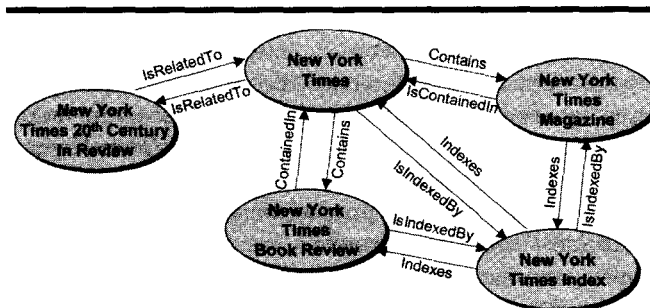 IsRelatedTo
New York
Times
Contains
IsRelatedTo
IsContainedIn
New York
Times
Magazine
New York
Times 20th Century
In Review
ContainedIn
Contains
IsIndexedBy
Indexes
Indexes
IsIndexedBy
New York
Times
Book Review
IsIndexedBy
Indexes
New York
Times Index